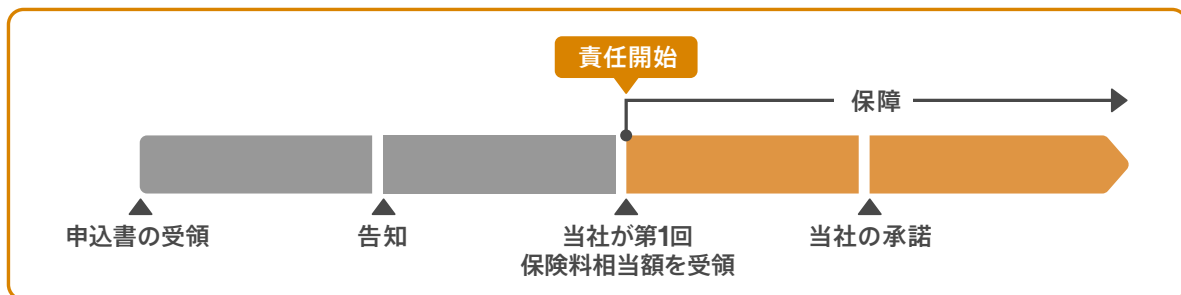 責任開始
保障
申込書の受領
告知
当社が第1回
保険料相当額を受領
当社の承諾